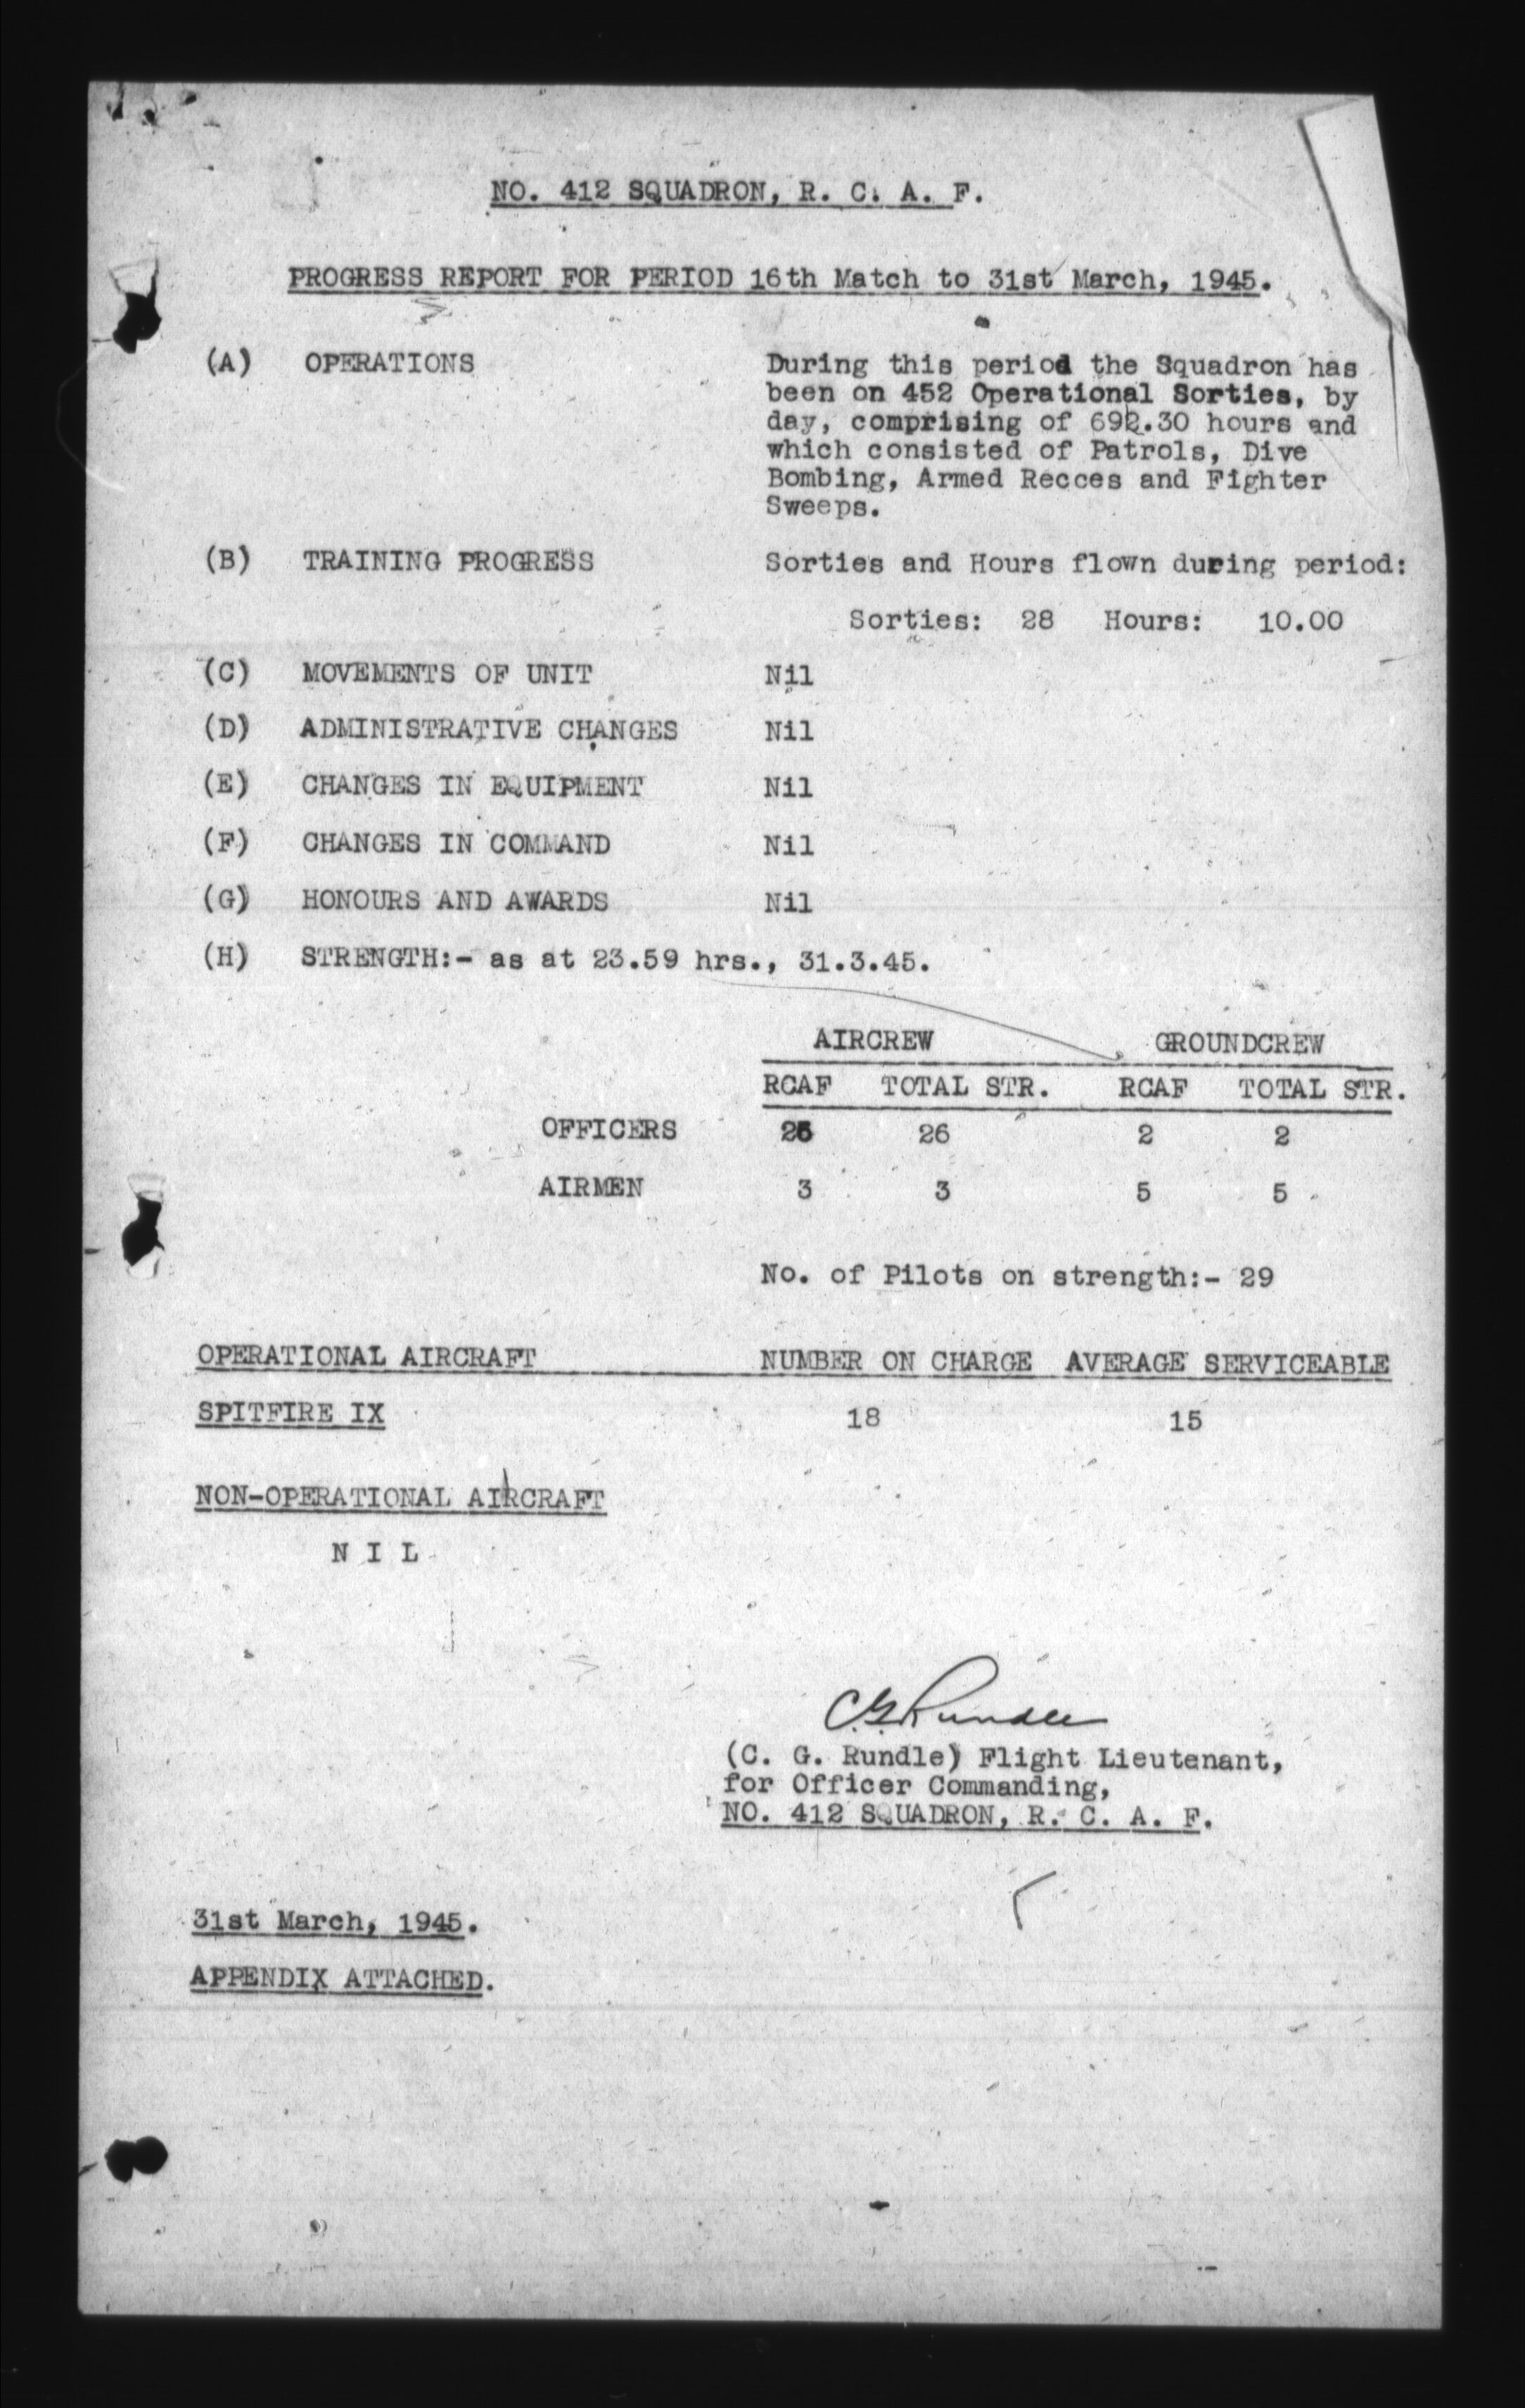 NO. 412 SQUADRON, R. C. A. F.
PROGRESS REPORT FOR PERIOD 16th Match to 31st March, 1945.
(A) OPERATIONS During this period the Squadron has
been on 452 Operational Sorties, by
day, comprising of 692.30 hours and
which consisted of Patrols, Dive
Bombing, Armed Recces and Fighter
Sweeps.
(B) TRAINING PROGRESS Sorties and Hours flown during period:
Sorties: 28 Hours: 10.00
(C) MOVEMENTS OF UNIT Nil
(D) ADMINISTRATIVE CHANGES Nil
(E) CHANGES IN EQUIPMENT Nil
(F) CHANGES IN COMMAND Nil
(G) HONOURS AND AWARDS Nil
(H) STRENGTH:- as at 23.59 hrs., 31.3.45.
AIRCREW GROUNDCREW
RCAF TOTAL STR. RCAF TOTAL STR.
OFFICERS 26 26 2 2
AIRMEN 3 3 5 5
No. of Pilots on strength:- 29
OPERATIONAL AIRCRAFT NUMBER ON CHARGE AVERAGE SERVICEABLE
SPITFIRE IX 18 15
NON-OPERATIONAL AIRCRAFT
N I L
C.G. Rundle
(C. G. Rundle) Flight Lieutenant,
for Officer Commanding,
NO. 412 SQUADRON, R. C. A. F.
31st March, 1945.
APPENDIX ATTACHED.